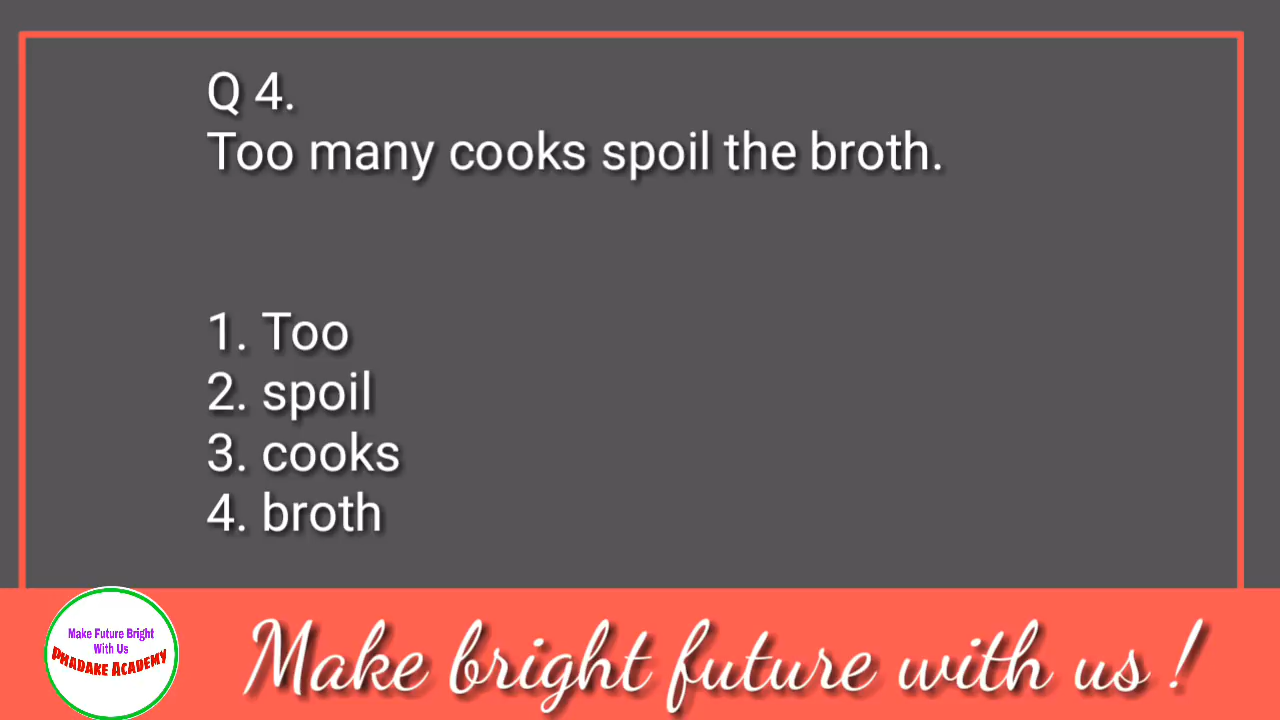 Q 4.
Too many cooks spoil the broth.
1. Too
2. spoil
3. cooks
4. broth
Make Future Bright
With Us
PHADAKE ACADEMY
Make bright future with us !